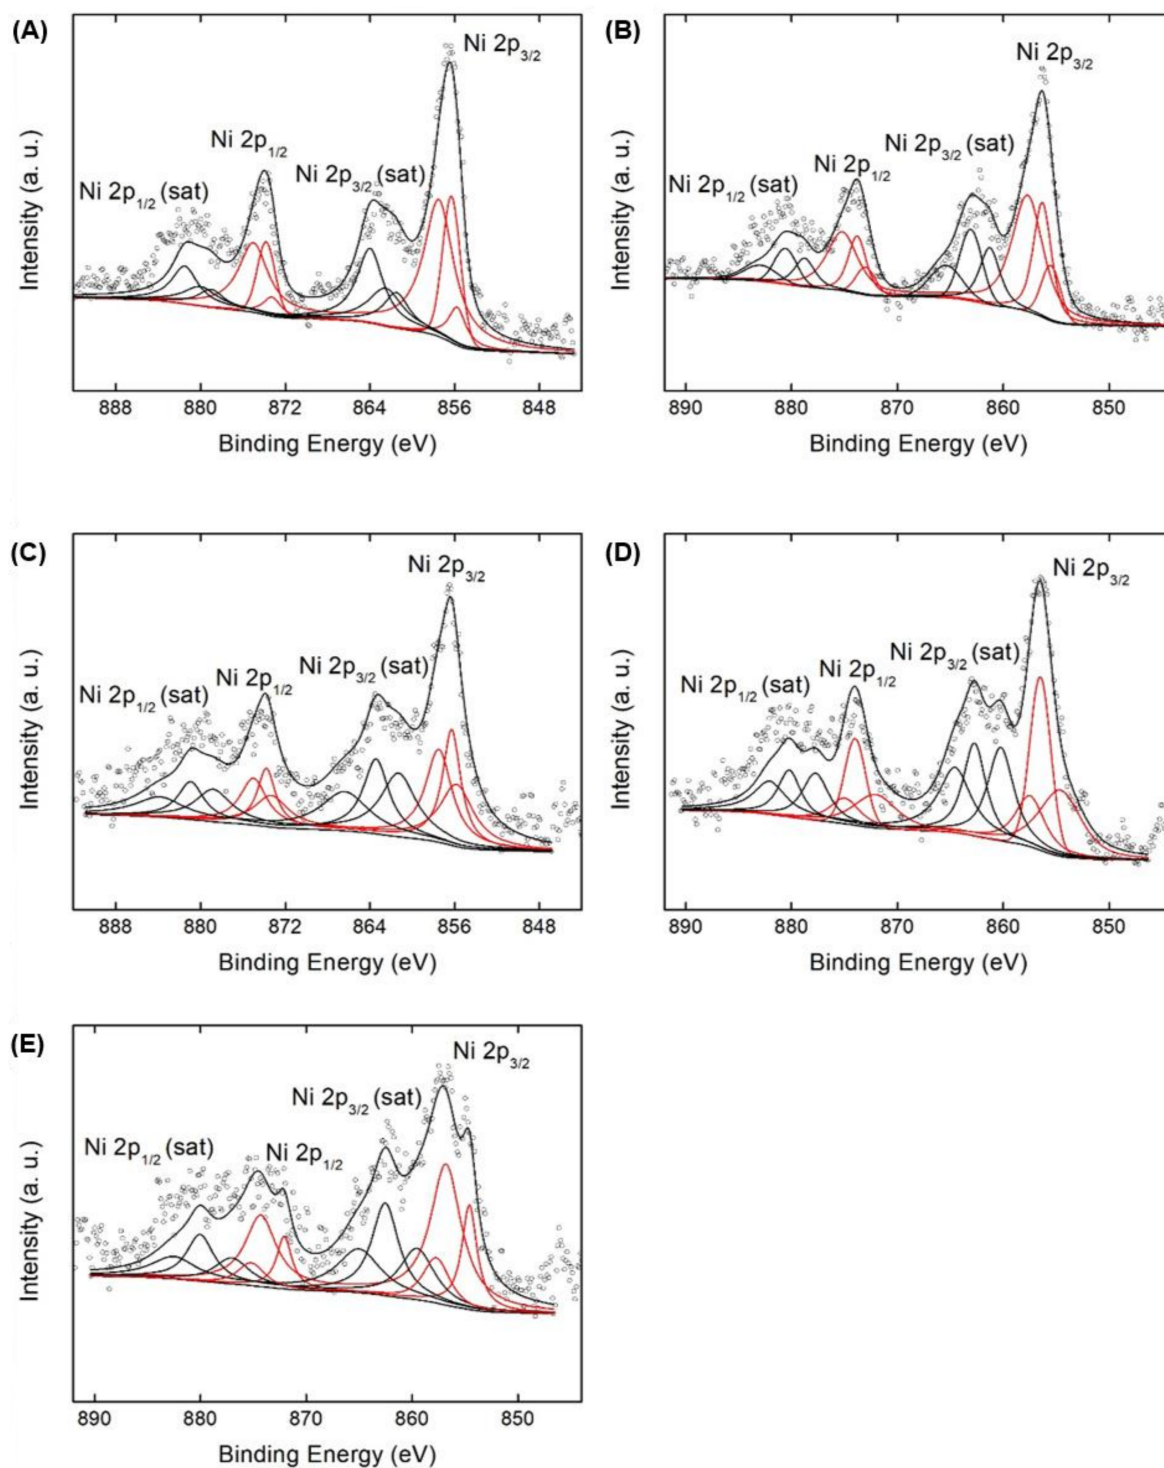 (A)
Ni 2p3/2
Ni 2p1/2
Ni 2p3/2 (sat)
Ni 2p1/2 (sat)
Intensity (a. u.)
888 880 872 864 856 848
Binding Energy (eV)
(B)
Ni 2p3/2
Ni 2p3/2 (sat)
Ni 2p1/2
Ni 2p1/2 (sat)
Intensity (a. u.)
890 880 870 860 850
Binding Energy (eV)
(C)
Ni 2p3/2
Ni 2p3/2 (sat)
Ni 2p1/2
Ni 2p1/2 (sat)
Intensity (a. u.)
888 880 872 864 856 848
Binding Energy (eV)
(D)
Ni 2p3/2
Ni 2p3/2 (sat)
Ni 2p1/2
Ni 2p1/2 (sat)
Intensity (a. u.)
890 880 870 860 850
Binding Energy (eV)
(E)
Ni 2p3/2
Ni 2p3/2 (sat)
Ni 2p1/2 (sat)
Ni 2p1/2
Intensity (a. u.)
890 880 870 860 850
Binding Energy (eV)